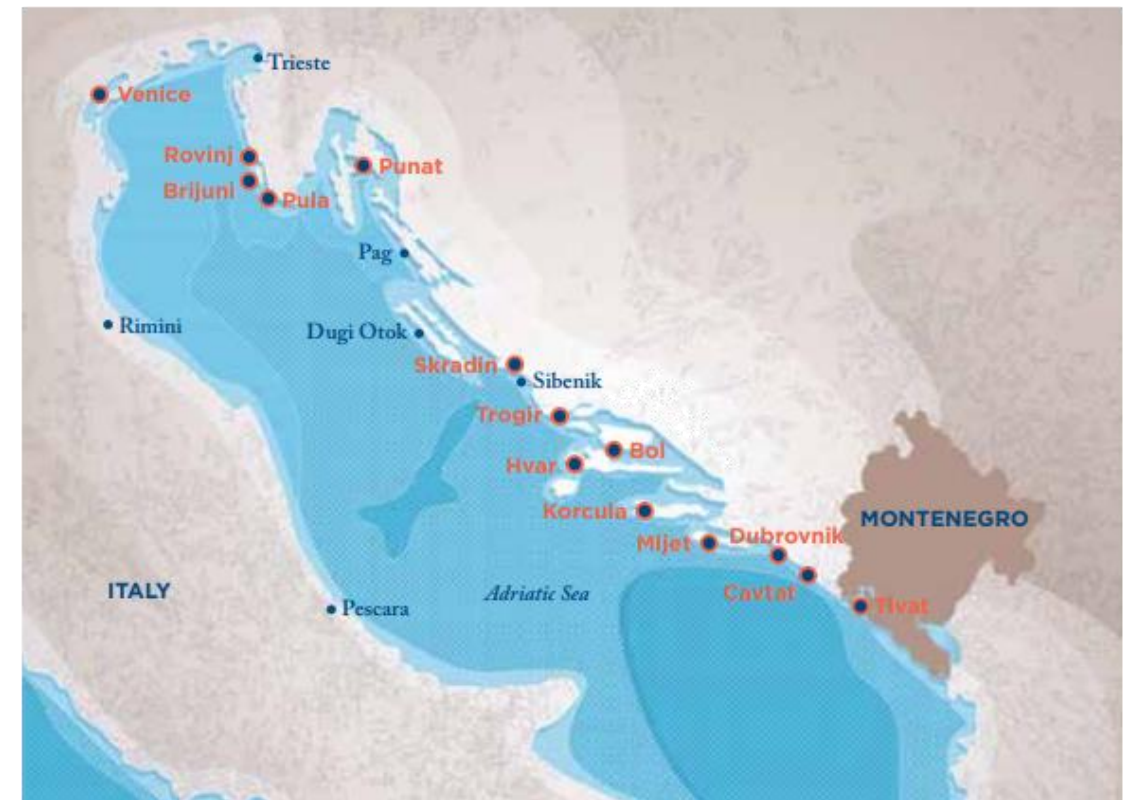 Trieste
Venice
Rovinj
Punat
Brijuni
Pula
Pag
Rimini
Dugi Otok
Skradin
Sibenik
Trogir
Bol
Hvar
Korcula
MONTENEGRO
Mljet
Dubrovnik
ITALY
Adriatic Sea
Cavtat
Tivat
Pescara